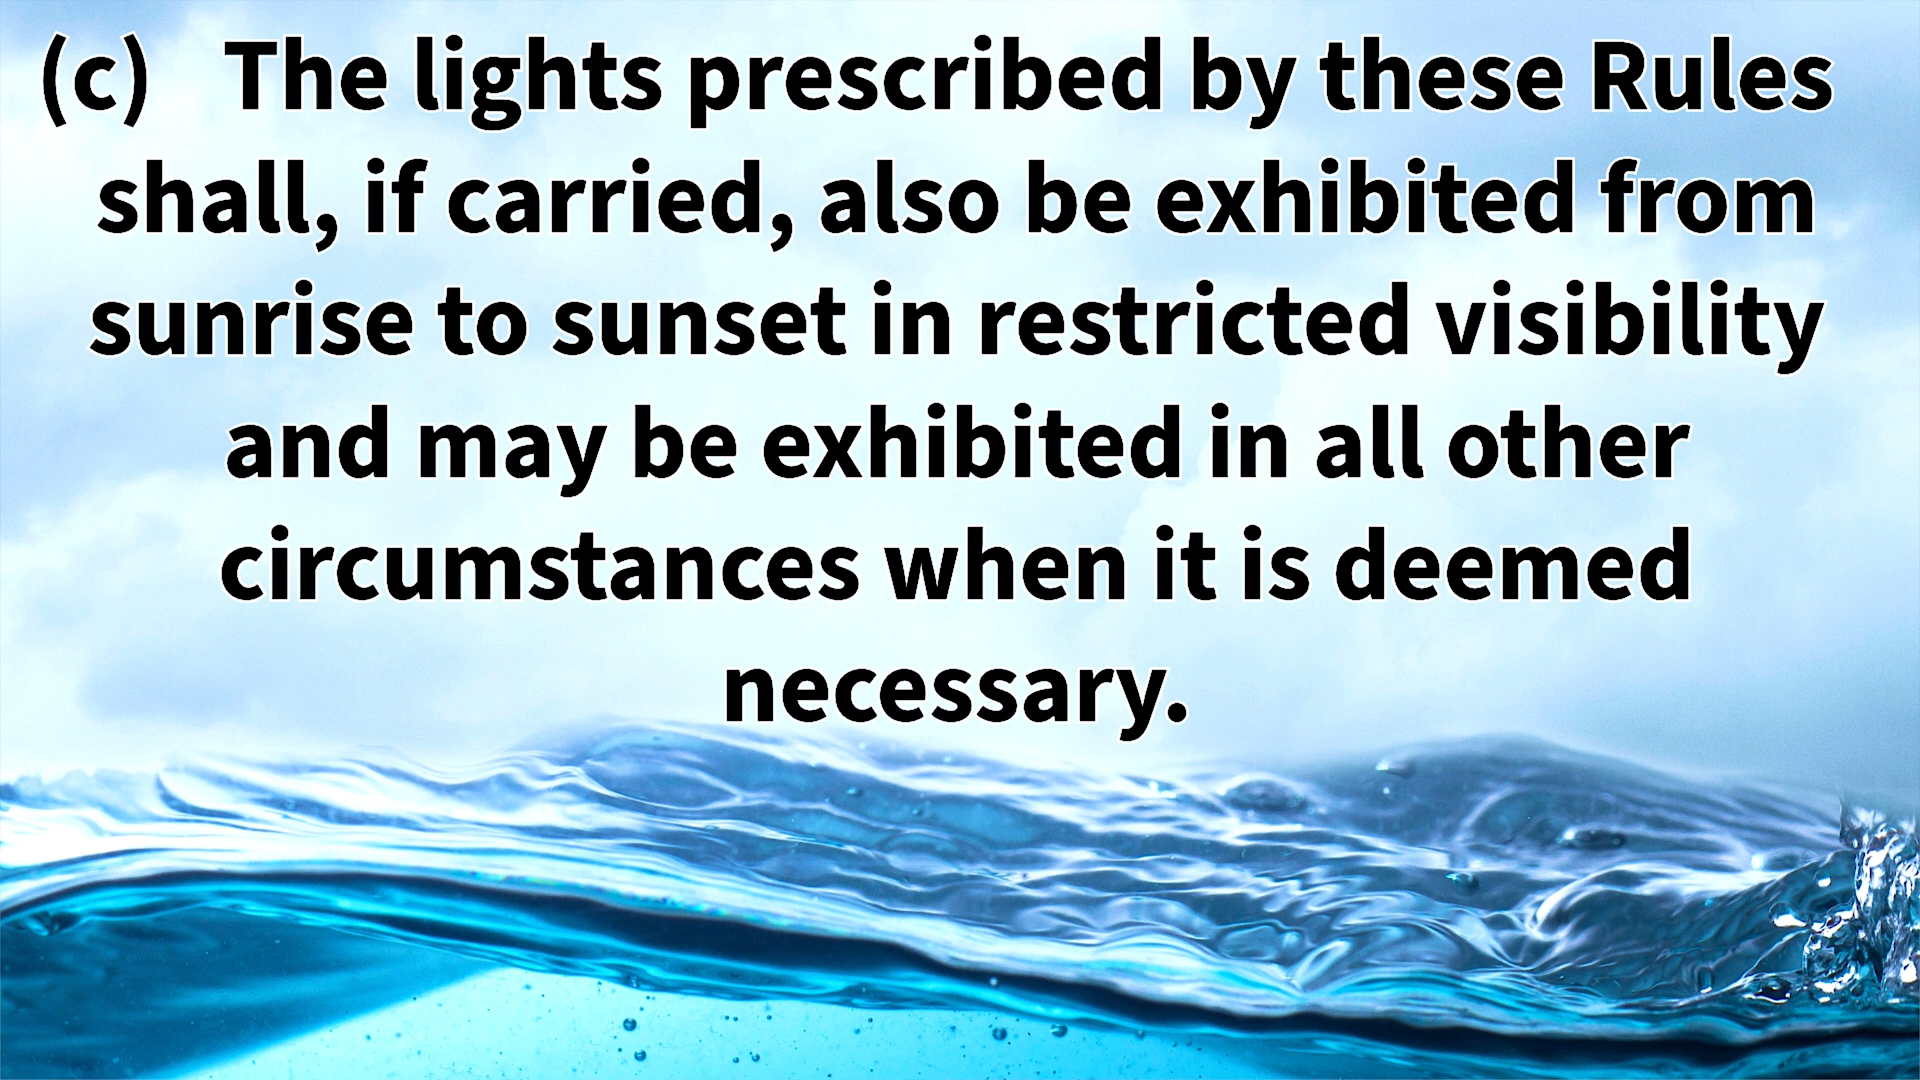 (c) The lights prescribed by these Rules
shall, if carried, also be exhibited from
sunrise to sunset in restricted visibility
and may be exhibited in all other
circumstances when it is deemed
necessary.